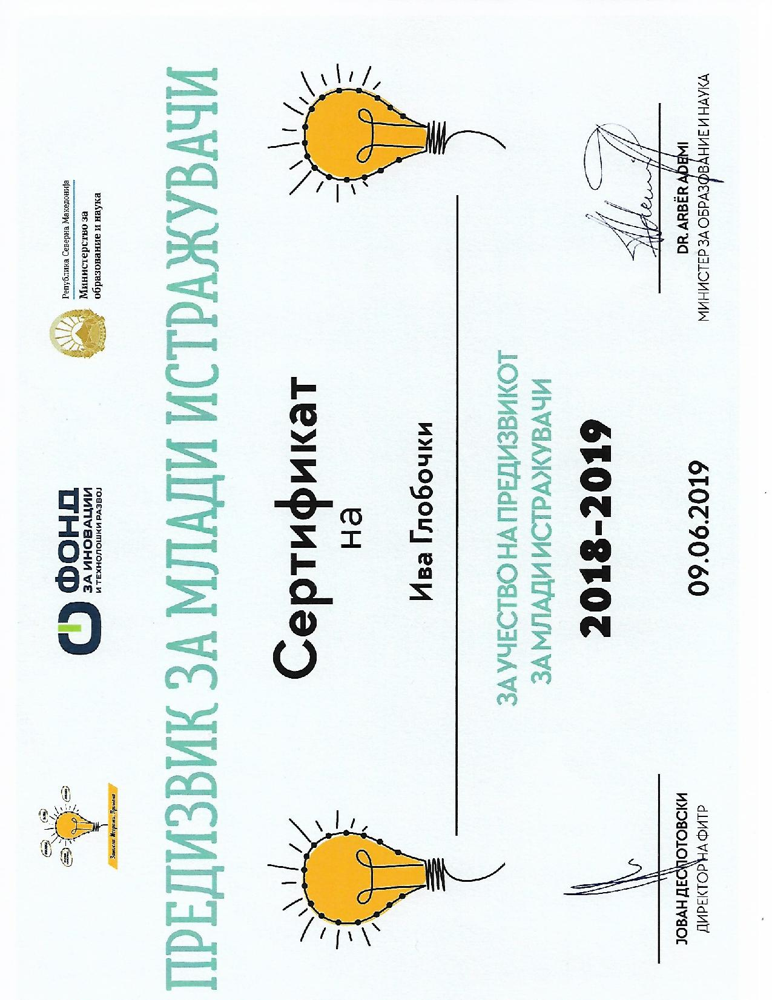 Замисли. Истражи. Примени
ФОНД
ЗА ИНОВАЦИИ
И ТЕХНОЛОШКИ РАЗВОЈ
Република Северна Македонија
Министерство за
образование и наука
ПРЕДИЗВИК ЗА МЛАДИ ИСТРАЖУВАЧИ
Сертификат
на
Ива Глобочки
ЗА УЧЕСТВО НА ПРЕДИЗВИКОТ
ЗА МЛАДИ ИСТРАЖУВАЧИ
2018-2019
ЈОВАН ДЕСПОТОВСКИ
ДИРЕКТОР НА ФИТР
09.06.2019
DR. ARBËR ADEMI
МИНИСТЕР ЗА ОБРАЗОВАНИЕ И НАУКА